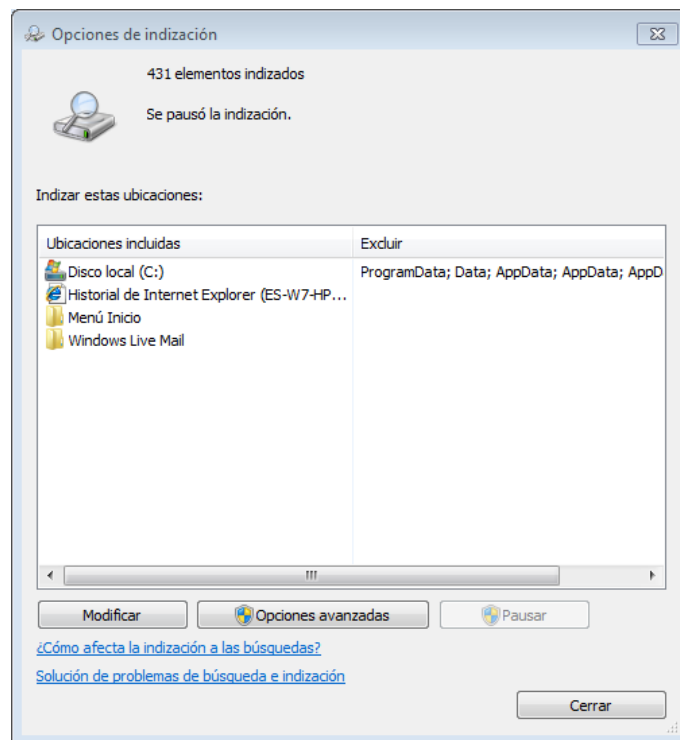 Opciones de indización
431 elementos indizados
Se pausó la indización.
Indizar estas ubicaciones:
Ubicaciones incluidas Excluir
Disco local (C:) ProgramData; Data; AppData; AppData; AppD
Historial de Internet Explorer (ES-W7-HP...
Menú Inicio
Windows Live Mail
Modificar Opciones avanzadas Pausar
¿Cómo afecta la indización a las búsquedas?
Solución de problemas de búsqueda e indización
Cerrar